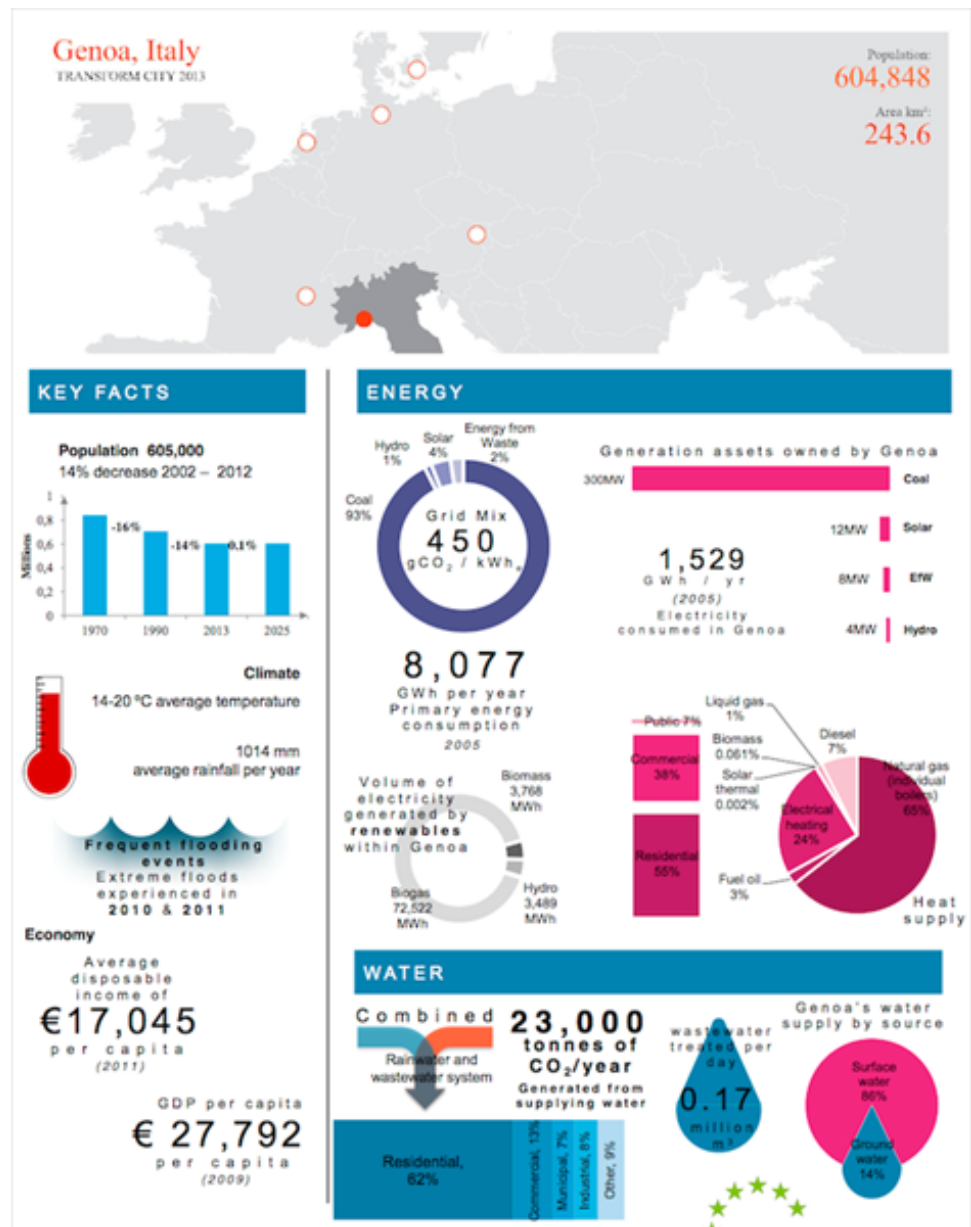 Genoa, Italy
TRANSFORM CITY 2013
Population:
604,848
Area km²:
243.6
KEY FACTS
Population 605,000
14% decrease 2002 – 2012
Millions
1
0,8
0,6
0,4
0,2
0
-16%
-14%
0.1%
1970
1990
2013
2025
Climate
14-20 ºC average temperature
1014 mm
average rainfall per year
Frequent flooding
events
Extreme floods
experienced in
2010 & 2011
Economy
Average
disposable
income of
€17,045
per capita
(2011)
GDP per capita
€ 27,792
per capita
(2009)
ENERGY
Hydro
1%
Solar
4%
Energy from
Waste
2%
Coal
93%
Grid Mix
450
gCO₂ / kWhₑ
8,077
GWh per year
Primary energy
consumption
2005
Generation assets owned by Genoa
300MW
Coal
12MW
Solar
8MW
EfW
4MW
Hydro
1,529
GWh / yr
(2005)
Electricity
consumed in Genoa
Volume of
electricity
generated by
renewables
within Genoa
Biomass
3,768
MWh
Hydro
3,489
MWh
Biogas
72,522
MWh
Public 7%
Commercial
38%
Residential
55%
Liquid gas
1%
Biomass
0.061%
Solar
thermal
0.002%
Diesel
7%
Natural gas
(individual
boilers)
65%
Electrical
heating
24%
Fuel oil
3%
Heat
supply
WATER
Combined
Rainwater and
wastewater system
23,000
tonnes of
CO₂/year
Generated from
supplying water
wastewater
treated per
day
0.17
million
m³
Genoa's water
supply by source
Surface
water
86%
Ground
water
14%
Residential,
62%
Commercial, 13%
Municipal, 7%
Industrial, 8%
Other, 9%